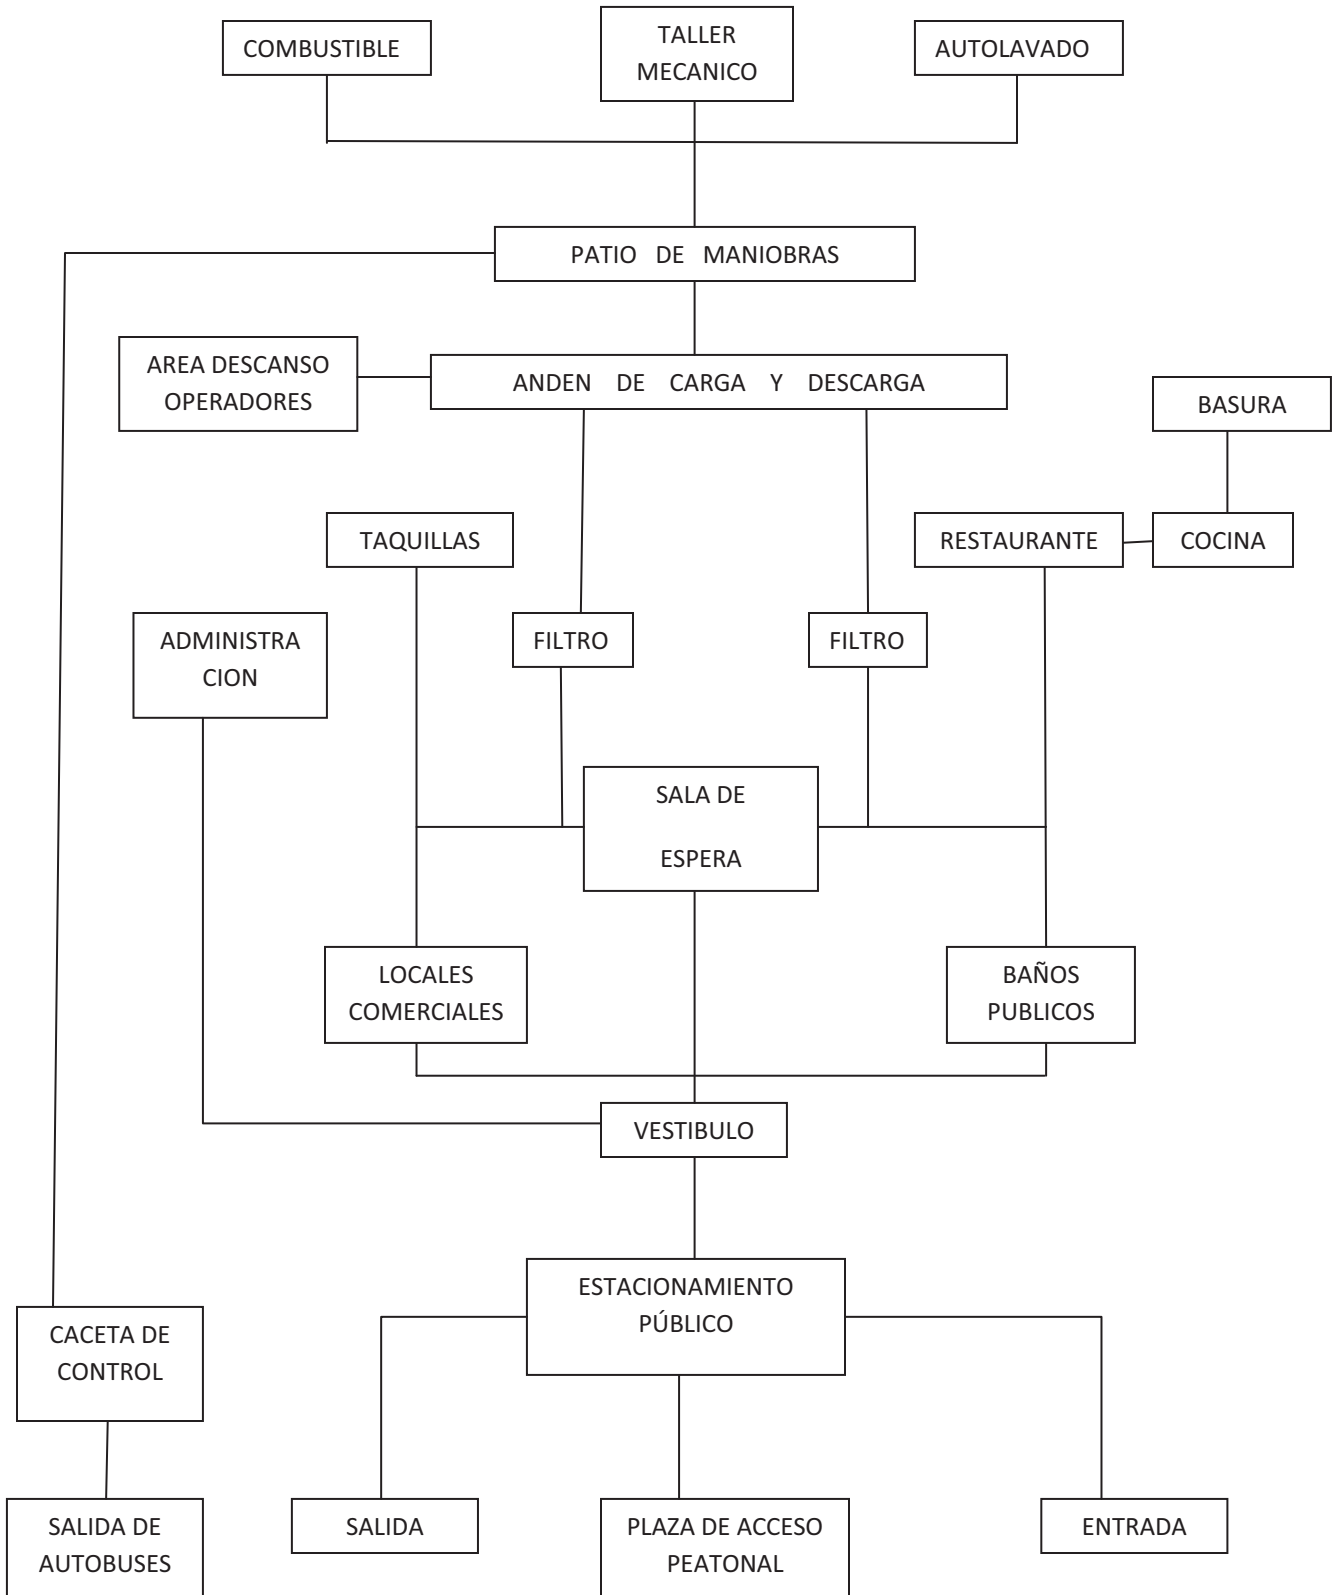 COMBUSTIBLE
TALLER
MECANICO
AUTOLAVADO
PATIO DE MANIOBRAS
AREA DESCANSO
OPERADORES
ANDEN DE CARGA Y DESCARGA
BASURA
TAQUILLAS
RESTAURANTE
COCINA
ADMINISTRA
CION
FILTRO
FILTRO
SALA DE
ESPERA
LOCALES
COMERCIALES
BAÑOS
PUBLICOS
VESTIBULO
ESTACIONAMIENTO
PÚBLICO
CACETA DE
CONTROL
SALIDA DE
AUTOBUSES
SALIDA
PLAZA DE ACCESO
PEATONAL
ENTRADA